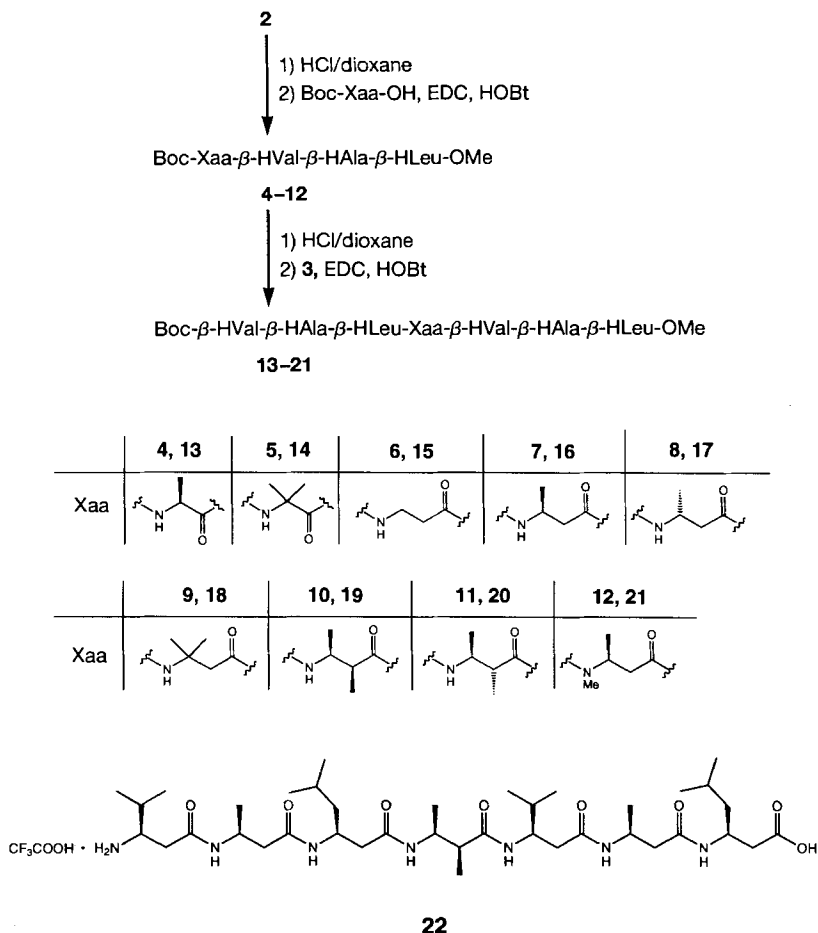 2
1) HCl/dioxane
2) Boc-Xaa-OH, EDC, HOBt
Boc-Xaa-β-HVal-β-HAla-β-HLeu-OMe
4–12
1) HCl/dioxane
2) 3, EDC, HOBt
Boc-β-HVal-β-HAla-β-HLeu-Xaa-β-HVal-β-HAla-β-HLeu-OMe
13–21
4, 13 5, 14 6, 15 7, 16 8, 17
O O O
Xaa
N H O N H O N H N H N H
9, 18 10, 19 11, 20 12, 21
O O O O
Xaa
N H N H N H N Me
O O O O O O O
CF3COOH • H2N N H N H N H N H N H N H OH
22